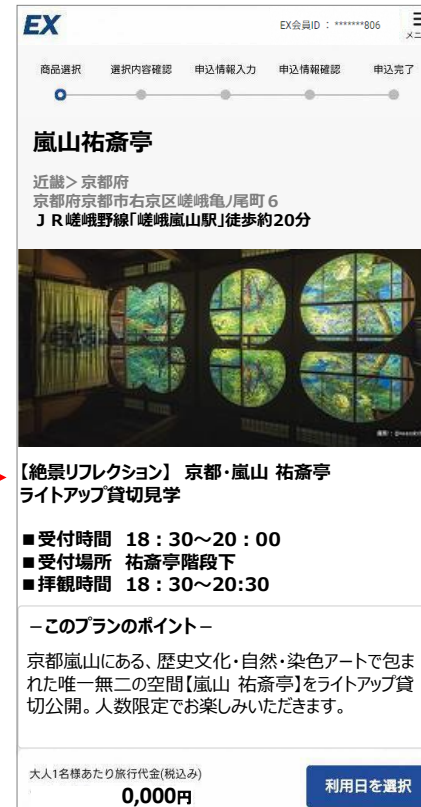 EX
EX会員ID : *******806
商品選択 選択内容確認 申込情報入力 申込情報確認 申込完了
嵐山祐斎亭
近畿>京都府
京都府京都市右京区嵯峨亀ノ尾町6
JR嵯峨野線「嵯峨嵐山駅」徒歩約20分
【絶景リフレクション】 京都・嵐山 祐斎亭
ライトアップ貸切見学
■受付時間 18：30～20：00
■受付場所 祐斎亭階段下
■拝観時間 18：30～20:30
－このプランのポイント－
京都嵐山にある、歴史文化・自然・染色アートで包ま
れた唯一無二の空間【嵐山 祐斎亭】をライトアップ貸
切公開。人数限定でお楽しみいただきます。
大人1名様あたり旅行代金(税込み)
0,000円
利用日を選択